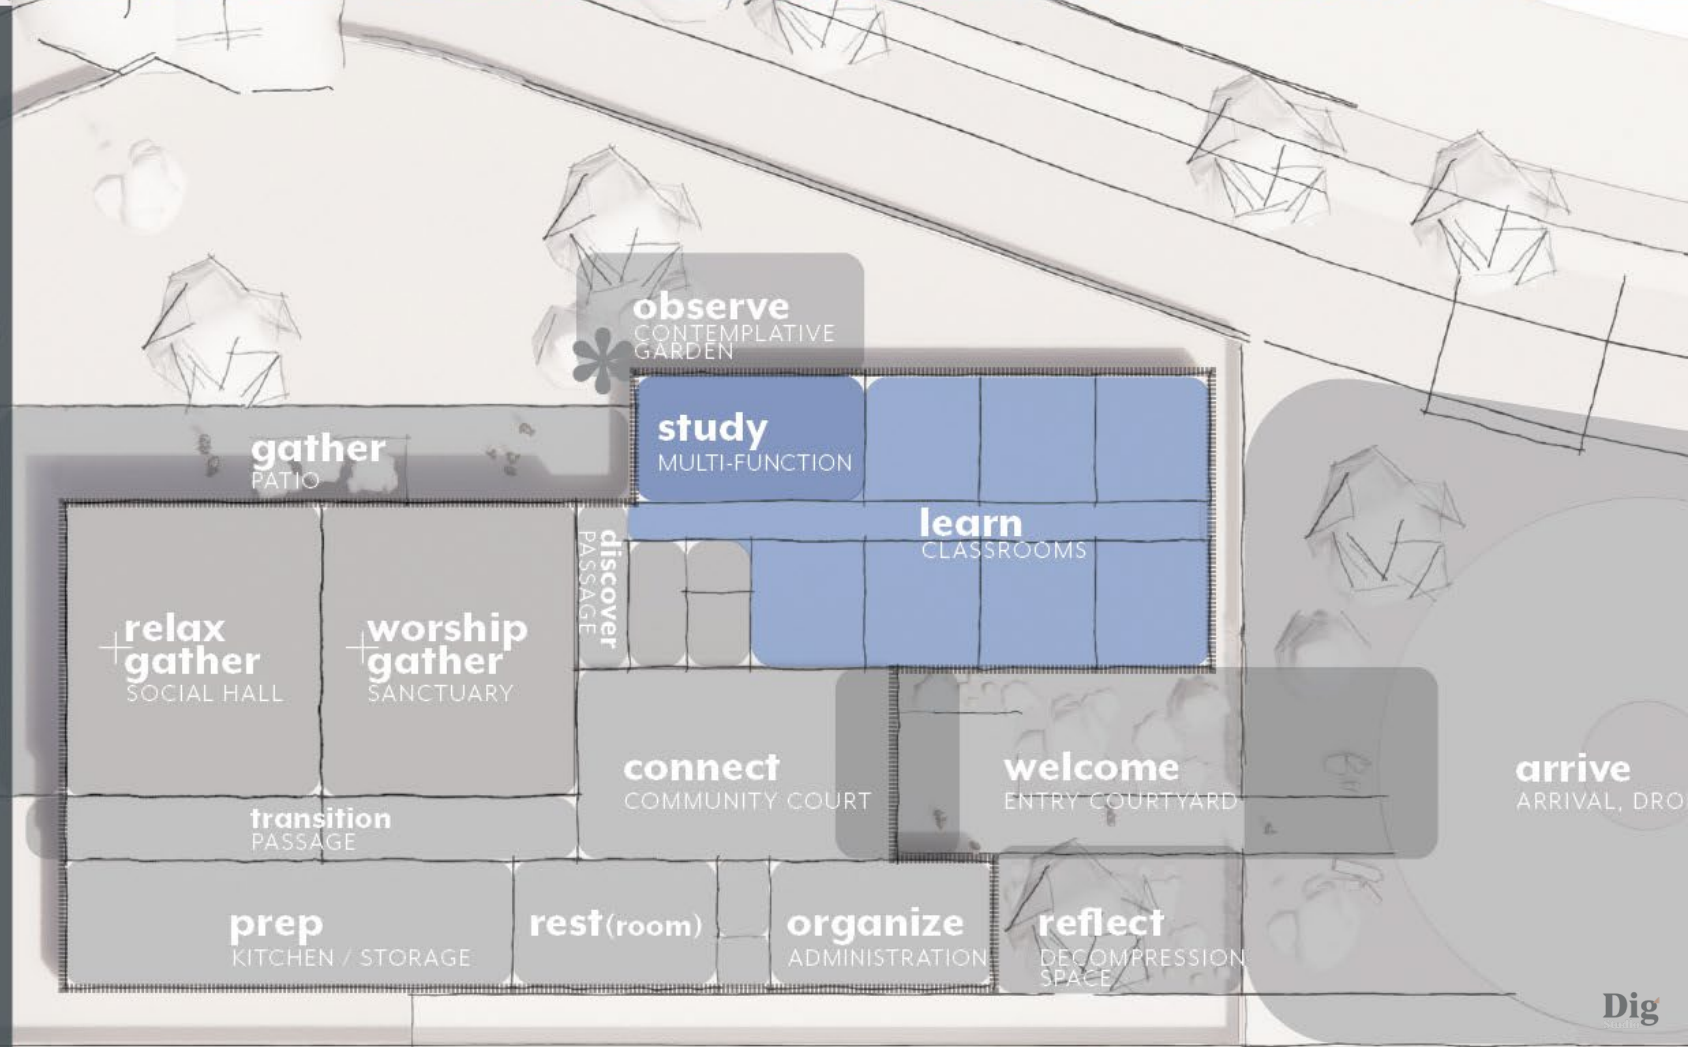 observe
CONTEMPLATIVE
GARDEN
study
MULTI-FUNCTION
gather
PATIO
learn
CLASSROOMS
discover
PASSAGE
relax
gather
SOCIAL HALL
worship
gather
SANCTUARY
connect
COMMUNITY COURT
welcome
ENTRY COURTYARD
arrive
ARRIVAL, DRO
transition
PASSAGE
prep
KITCHEN / STORAGE
rest(room)
organize
ADMINISTRATION
reflect
DECOMPRESSION
SPACE
Dig
Studio